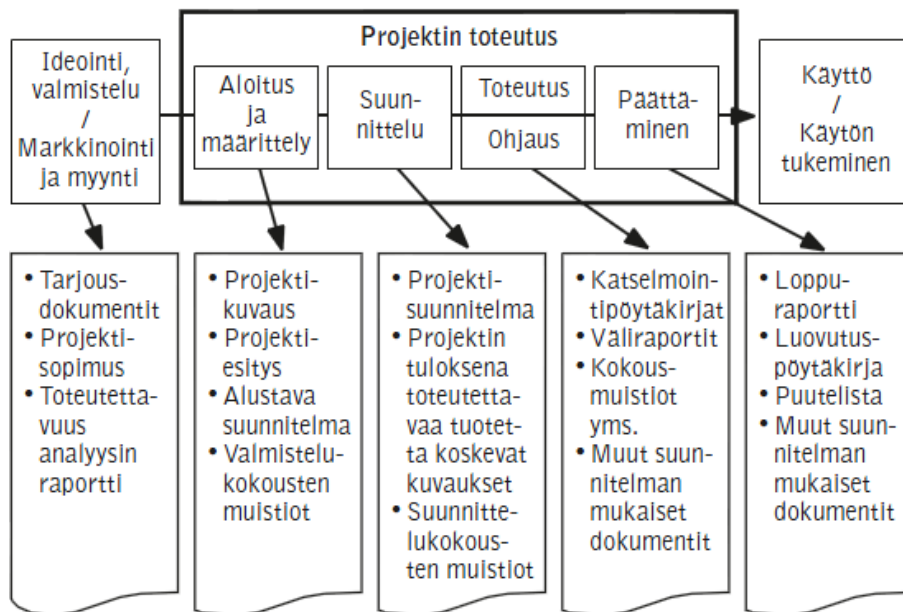 Projektin toteutus
Ideointi,
valmistelu
/
Markkinointi
ja myynti
Aloitus
ja
määrittely
Suun-
nittelu
Toteutus
Ohjaus
Päättä-
minen
Käyttö
/
Käytön
tukeminen
• Tarjous-
dokumentit
• Projekti-
sopimus
• Toteutetta-
vuus
analyysin
raportti
• Projekti-
kuvaus
• Projekti-
esitys
• Alustava
suunnitelma
• Valmistelu-
kokousten
muistiot
• Projekti-
suunnitelma
• Projektin
tuloksena
toteutetta-
vaa tuotet-
ta koskevat
kuvaukset
• Suunnitte-
lukokous-
ten muistiot
• Katselmoin-
tipöytäkirjat
• Väliraportit
• Kokous-
muistiot
yms.
• Muut suun-
nitelman
mukaiset
dokumentit
• Loppu-
raportti
• Luovutus-
pöytäkirja
• Puutelista
• Muut suun-
nitelman
mukaiset
dokumentit